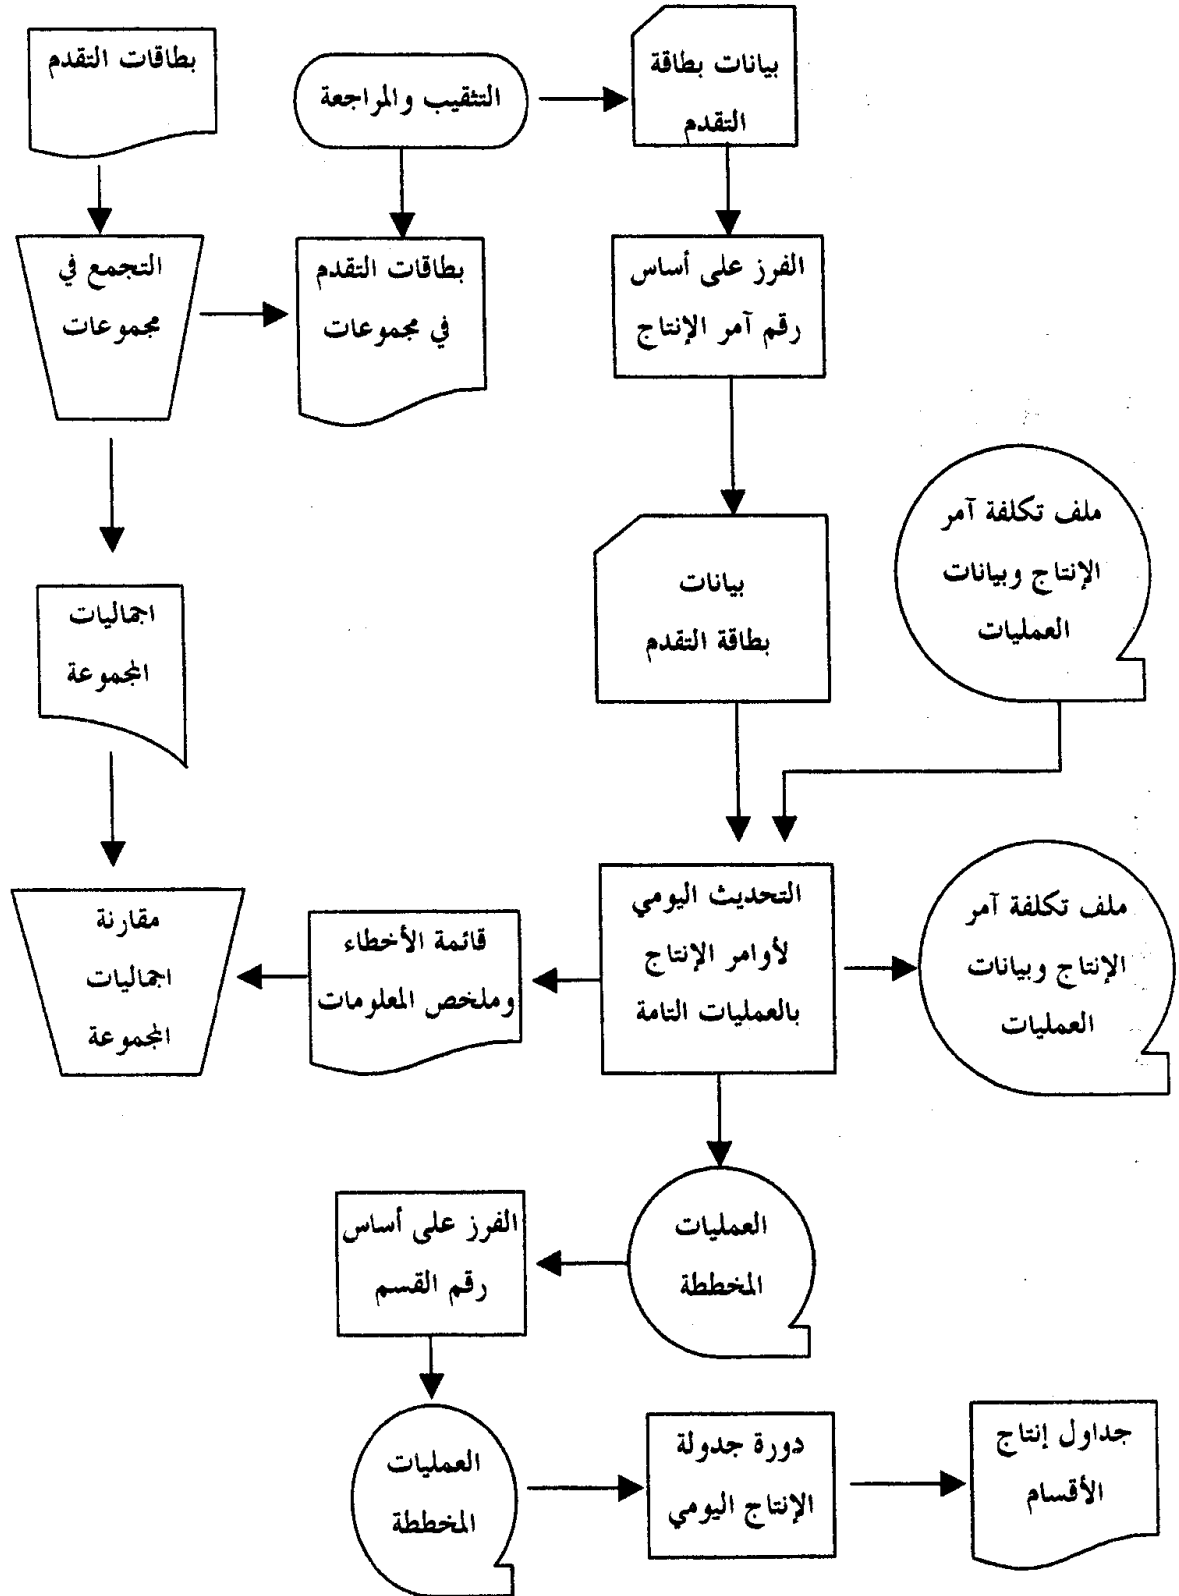 بطاقات التقدم
التثقيب والمراجعة
بيانات بطاقة
التقدم
التجمع في
مجموعات
بطاقات التقدم
في مجموعات
الفرز على أساس
رقم آمر الإنتاج
ملف تكلفة آمر
الإنتاج وبيانات
العمليات
بيانات
بطاقة التقدم
اجماليات
المجموعة
مقارنة
اجماليات
المجموعة
قائمة الأخطاء
وملخص المعلومات
التحديث اليومي
لأوامر الإنتاج
بالعمليات التامة
ملف تكلفة آمر
الإنتاج وبيانات
العمليات
الفرز على أساس
رقم القسم
العمليات
المخططة
العمليات
المخططة
دورة جدولة
الإنتاج اليومي
جداول إنتاج
الأقسام